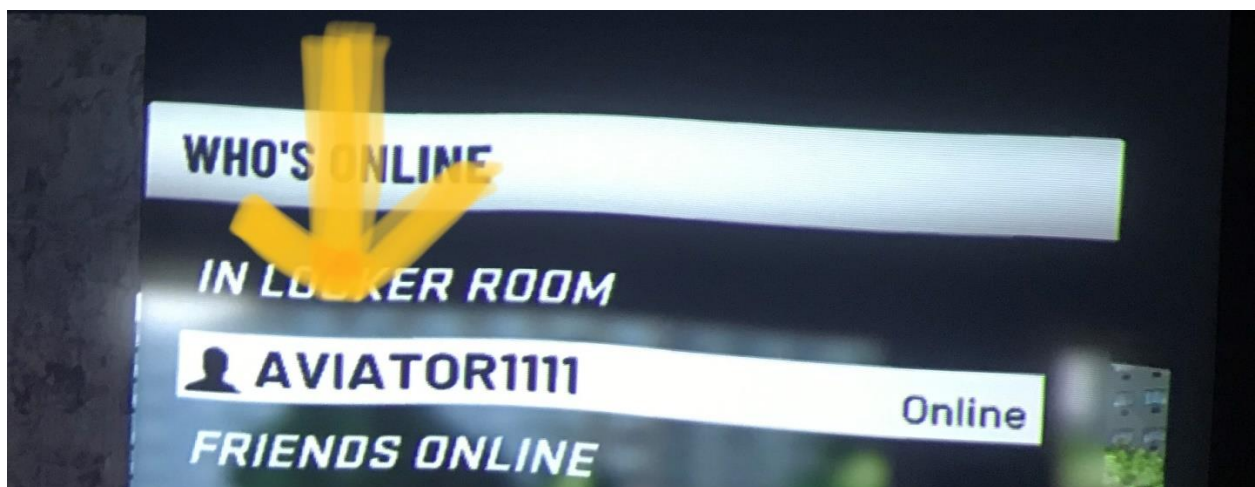 WHO'S ONLINE
IN LOCKER ROOM
AVIATOR1111
Online
FRIENDS ONLINE